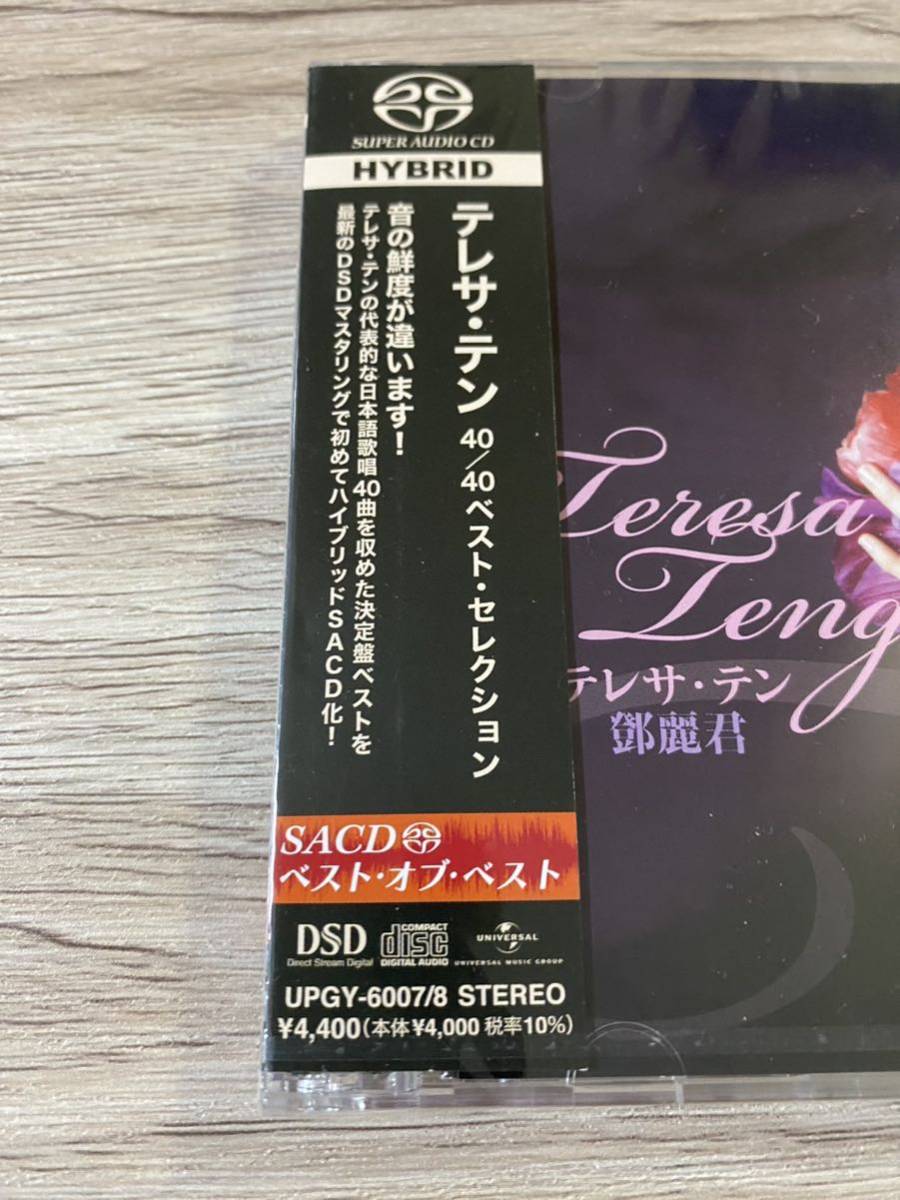 SUPER AUDIO CD
HYBRID
テレサ・テン 40/40ベスト・セレクション
音の鮮度が違います!
テレサ・テンの代表的な日本語歌唱40曲を収めた決定盤ベストを
最新のDSDマスタリングで初めてハイブリッドSACD化!
SACD
ベスト・オブ・ベスト
DSD
Direct Stream Digital
COMPACT
disc
DIGITAL AUDIO
UNIVERSAL
UNIVERSAL MUSIC GROUP
UPGY-6007/8 STEREO
¥4,400(本体¥4,000 税率10%)
Teresa
Teng
テレサ・テン
鄧麗君